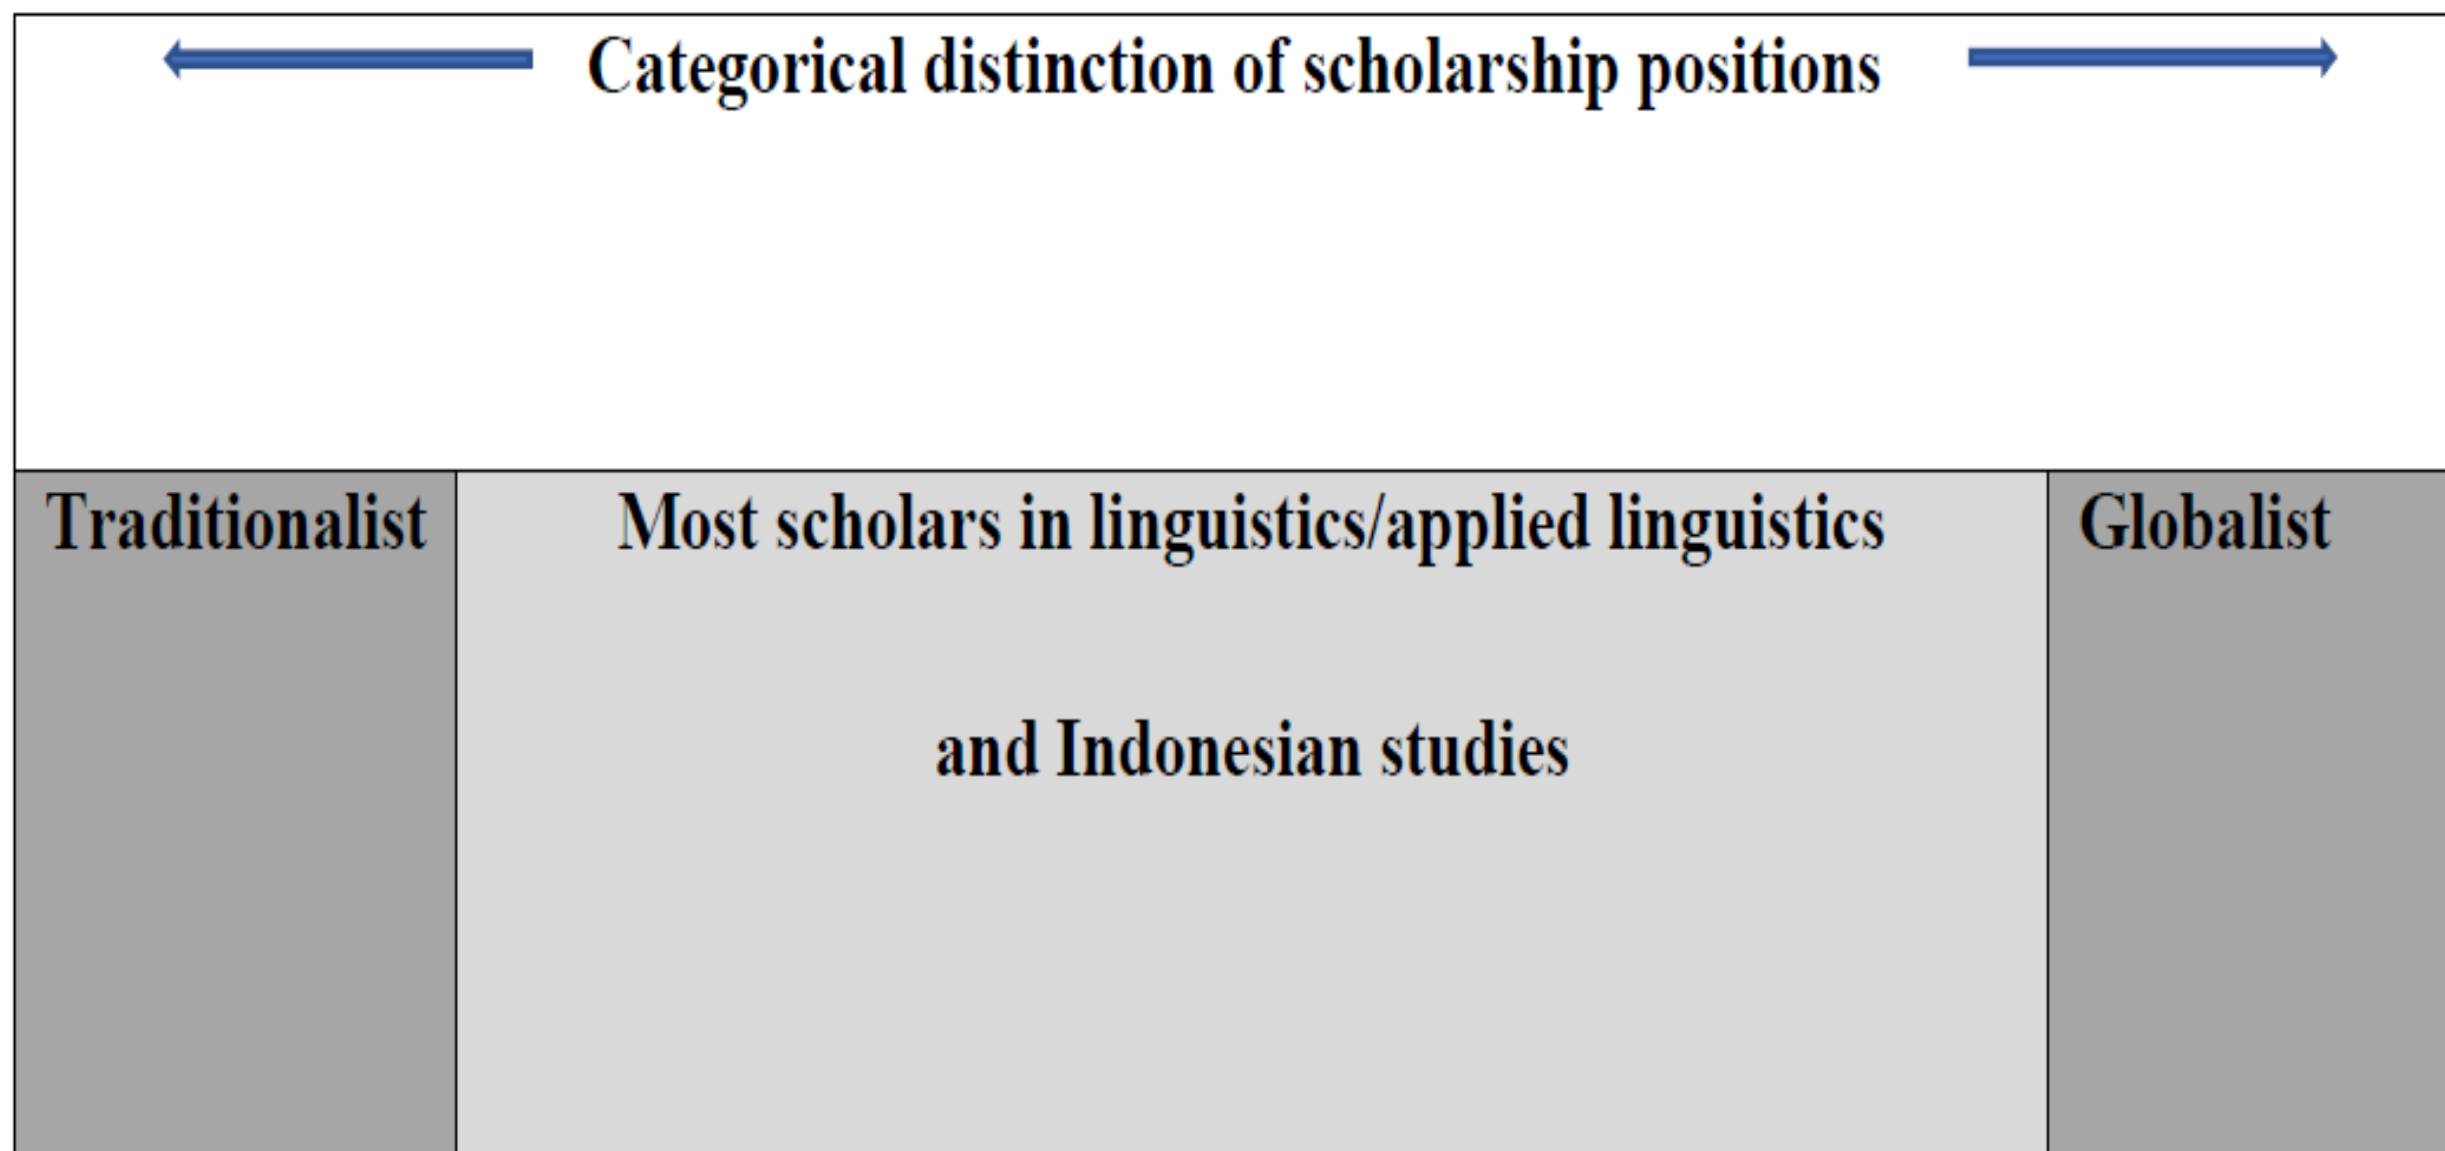 Categorical distinction of scholarship positions
Traditionalist
Most scholars in linguistics/applied linguistics
and Indonesian studies
Globalist